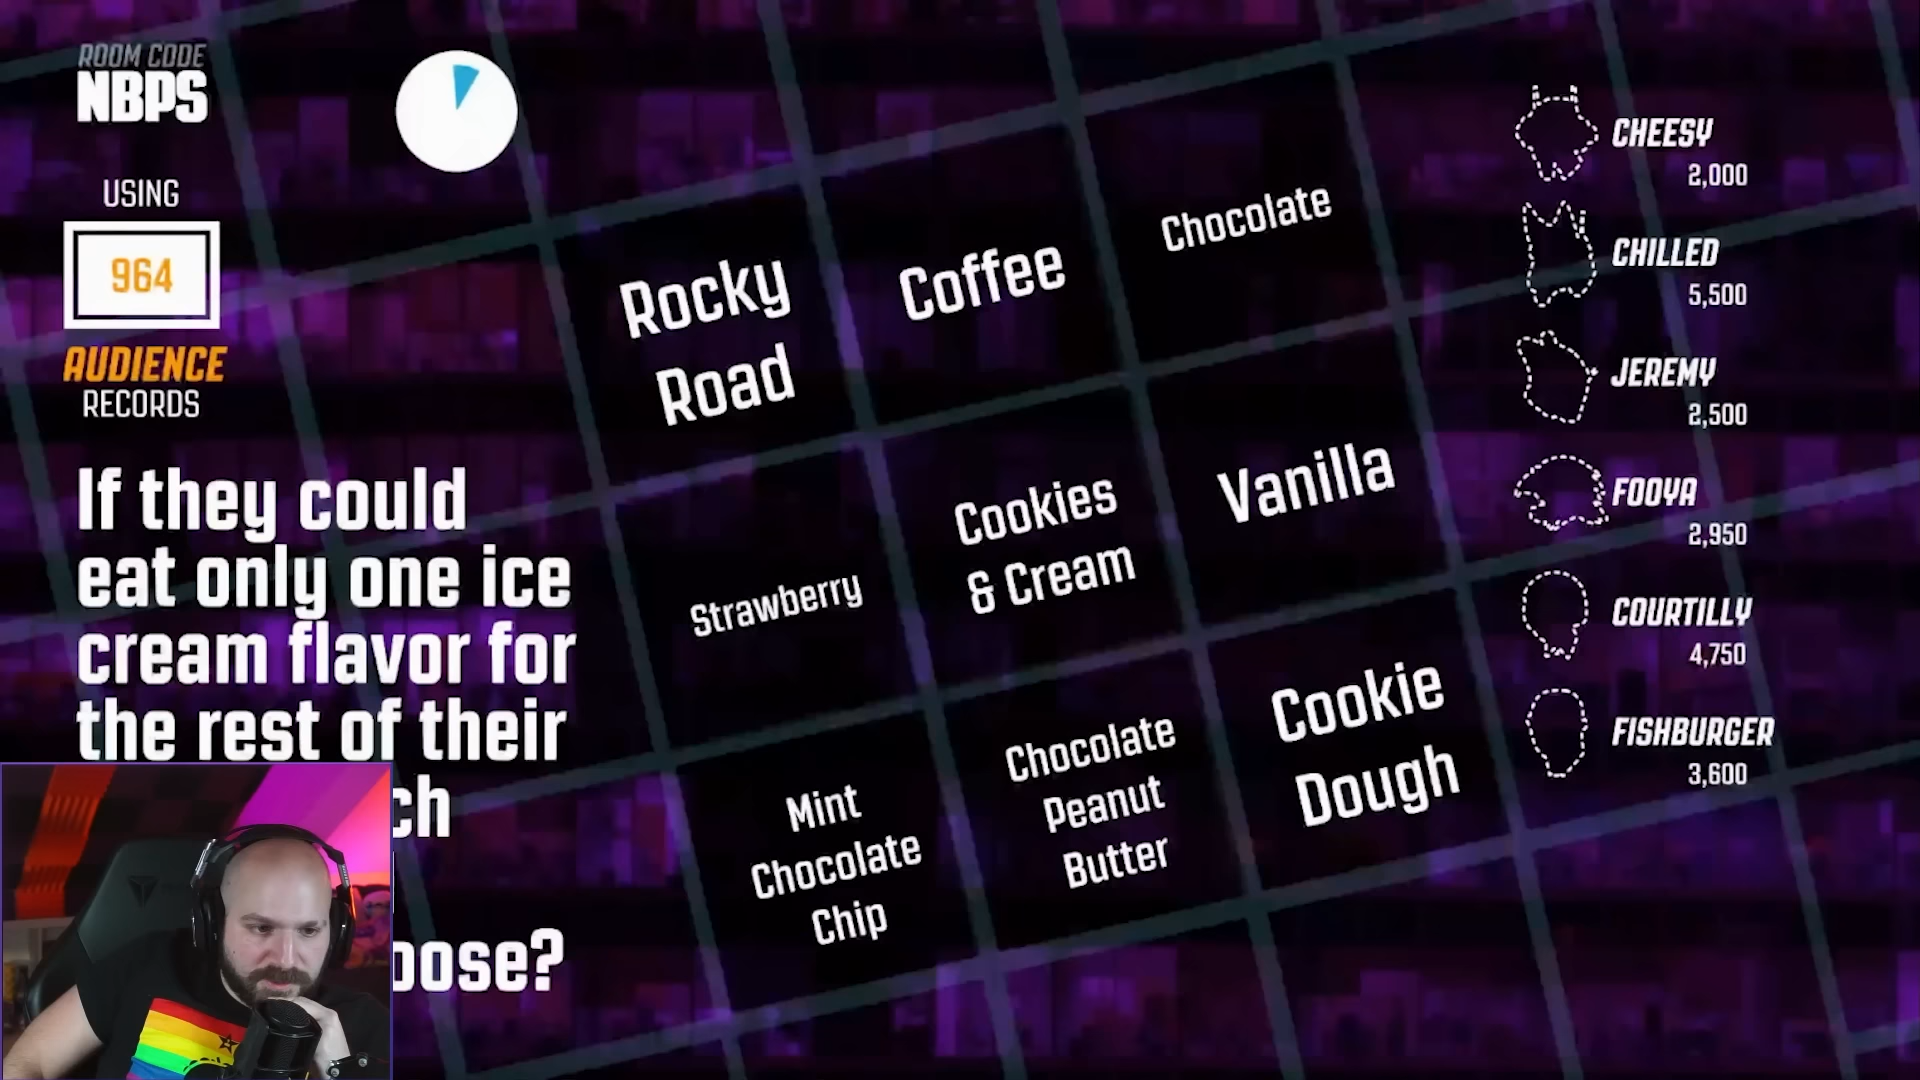 ROOM CODE
NBPS
USING
964
AUDIENCE
RECORDS
If they could
eat only one ice
cream flavor for
the rest of their
ch
oose?
Rocky
Road
Coffee
Chocolate
Strawberry
Cookies
& Cream
Vanilla
Mint
Chocolate
Chip
Chocolate
Peanut
Butter
Cookie
Dough
CHEESY
2,000
CHILLED
5,500
JEREMY
2,500
FOOYA
2,950
COURTILLY
4,750
FISHBURGER
3,600